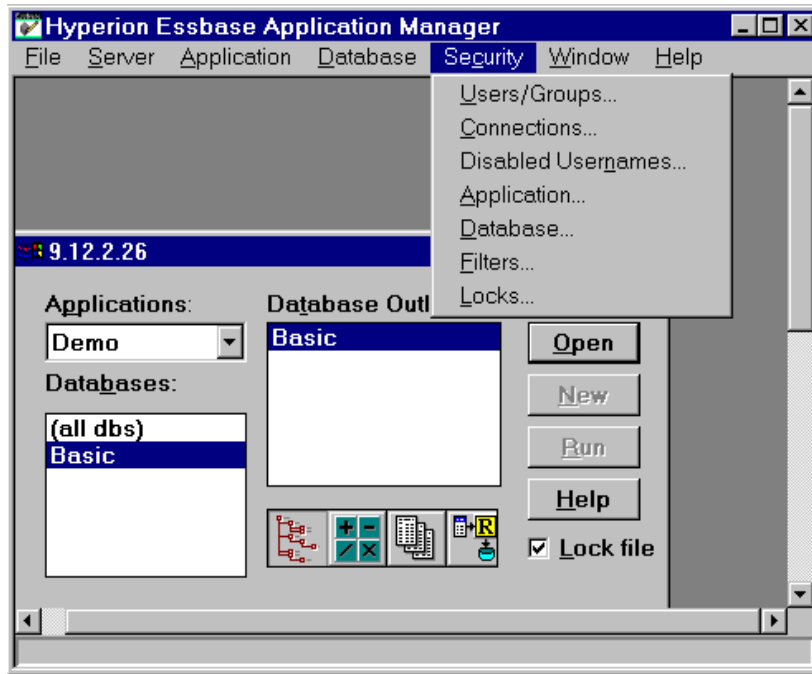 Hyperion Essbase Application Manager
File Server Application Database Security Window Help
Users/Groups...
Connections...
Disabled Usernames...
Application...
Database...
Filters...
Locks...
9.12.2.26
Applications:
Demo
Databases:
(all dbs)
Basic
Database Outl
Basic
Open
New
Run
Help
Lock file
R